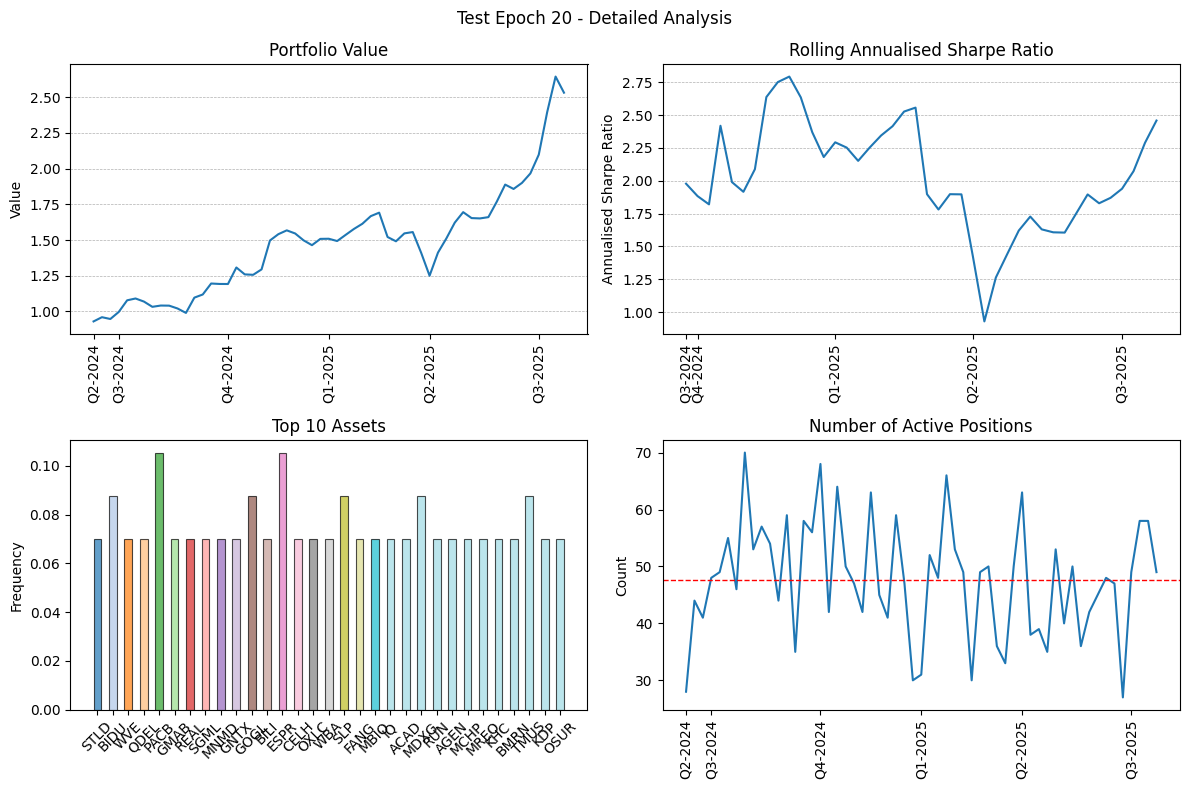 Test Epoch 20 - Detailed Analysis
Portfolio Value
Value
2.50
2.25
2.00
1.75
1.50
1.25
1.00
Q2-2024
Q3-2024
Q4-2024
Q1-2025
Q2-2025
Q3-2025
Rolling Annualised Sharpe Ratio
Annualised Sharpe Ratio
2.75
2.50
2.25
2.00
1.75
1.50
1.25
1.00
Q3-2024
Q4-2024
Q1-2025
Q2-2025
Q3-2025
Top 10 Assets
Frequency
0.10
0.08
0.06
0.04
0.02
0.00
STLD
BIDU
WVE
QDEL
PACB
GMAB
REAL
SGML
MNMD
GNTX
GOGL
BILI
ESPR
CELH
OXLC
WBA
SLP
FANG
MBIO
IQ
ACAD
MDXG
RUN
AGEN
MCHP
MREO
KHC
BMRN
TMUS
KDP
OSUR
Number of Active Positions
Count
70
60
50
40
30
Q2-2024
Q3-2024
Q4-2024
Q1-2025
Q2-2025
Q3-2025